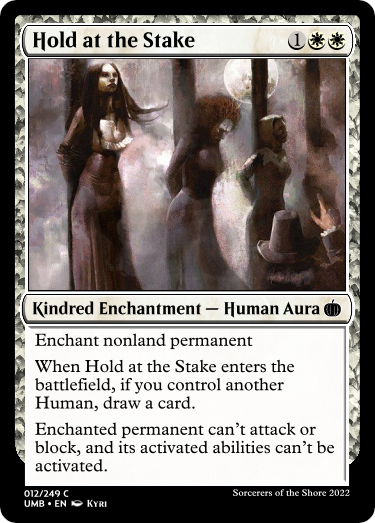 Hold at the Stake 1
Kindred Enchantment — Human Aura
Enchant nonland permanent
When Hold at the Stake enters the
battlefield, if you control another
Human, draw a card.
Enchanted permanent can't attack or
block, and its activated abilities can't be
activated.
012/249 C
Sorcerers of the Shore 2022
UMB • EN Kyri